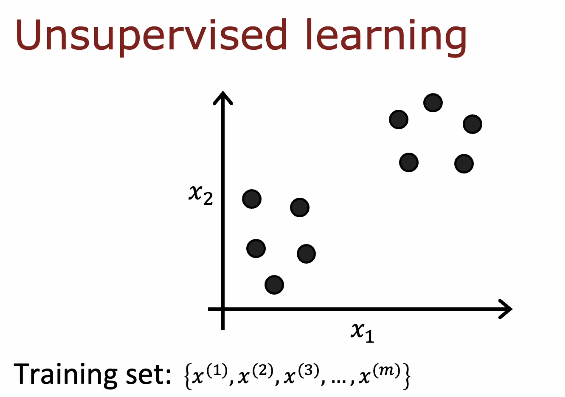 Unsupervised learning
x₂
x₁
Training set: {x⁽¹⁾, x⁽²⁾, x⁽³⁾, ..., x⁽ᵐ⁾}